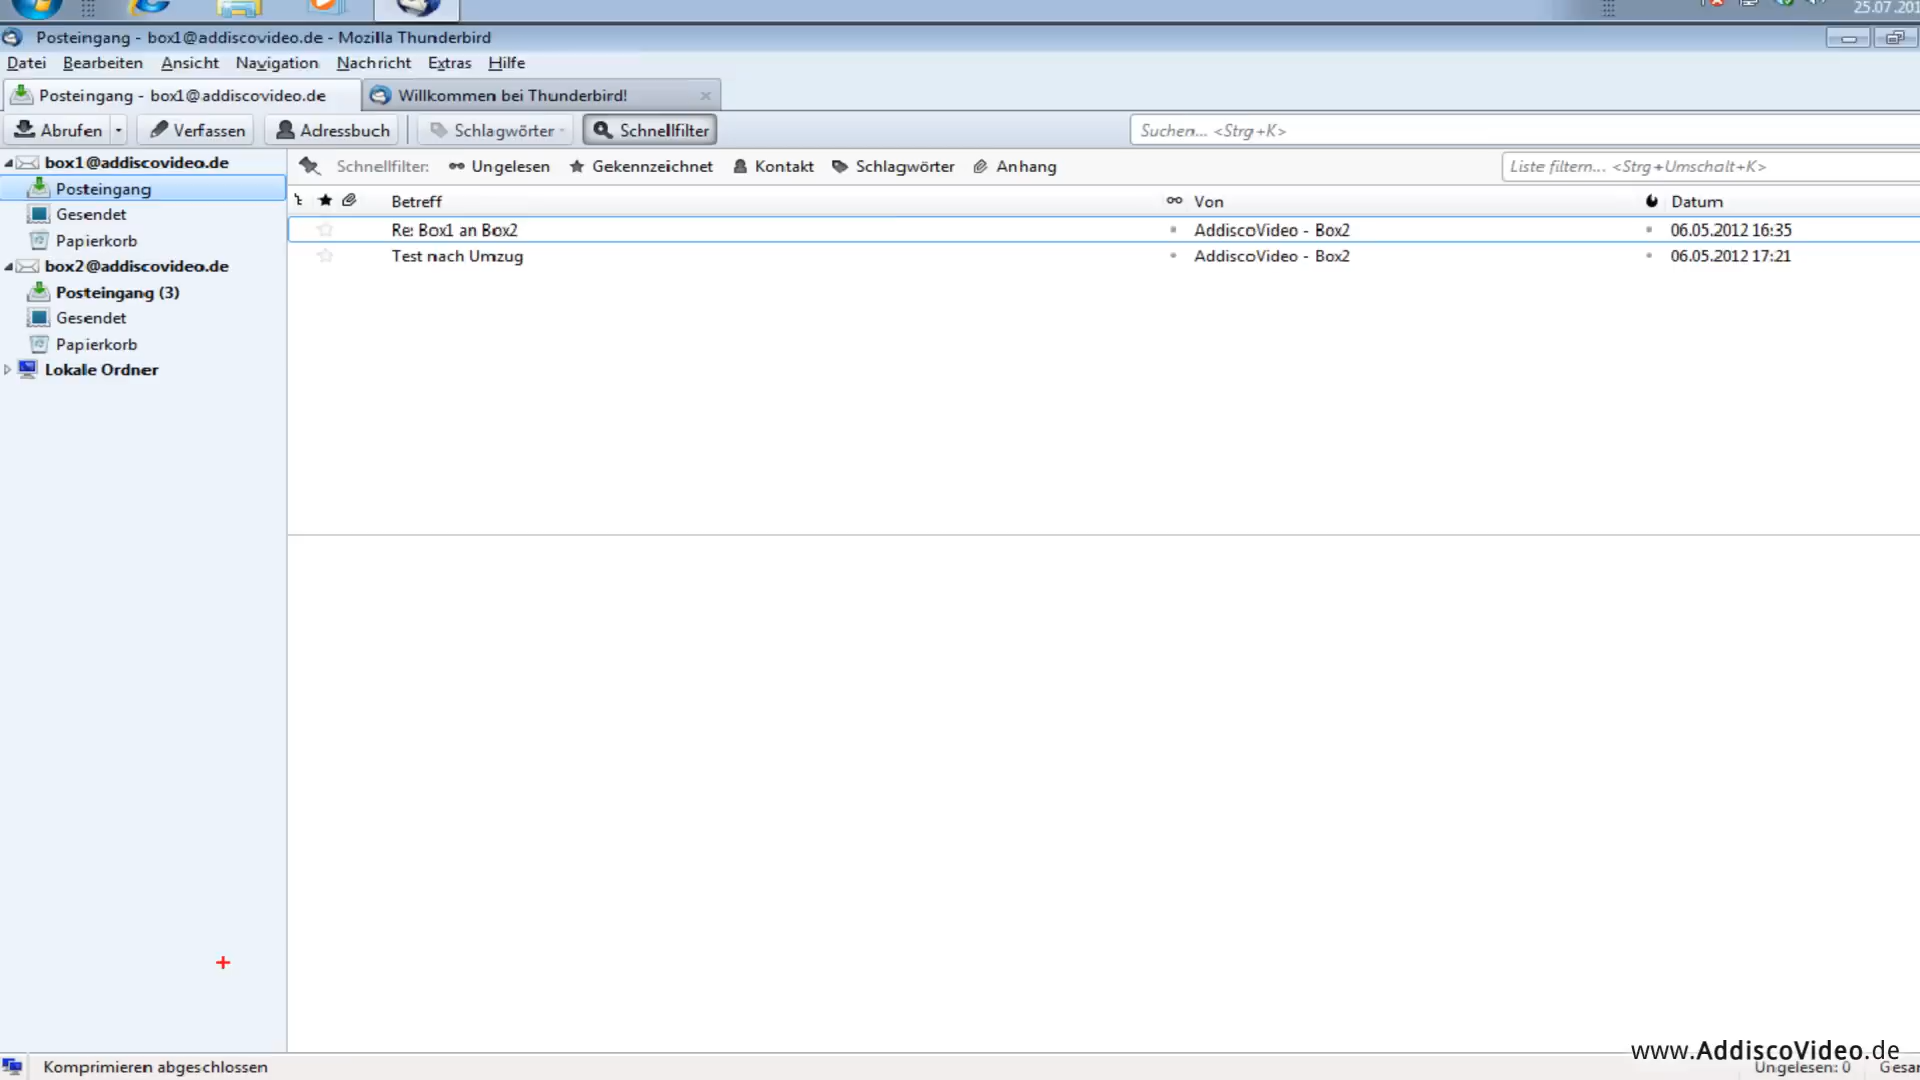 25.07.201
Posteingang - box1@addiscovideo.de - Mozilla Thunderbird
Datei Bearbeiten Ansicht Navigation Nachricht Extras Hilfe
Posteingang - box1@addiscovideo.de Willkommen bei Thunderbird!
Abrufen Verfassen Adressbuch Schlagwörter Schnellfilter Suchen... <Strg+K>
box1@addiscovideo.de
Posteingang
Gesendet
Papierkorb
box2@addiscovideo.de
Posteingang (3)
Gesendet
Papierkorb
Lokale Ordner
Schnellfilter: Ungelesen Gekennzeichnet Kontakt Schlagwörter Anhang Liste filtern... <Strg+Umschalt+K>
Betreff Von Datum
Re: Box1 an Box2 AddiscoVideo - Box2 06.05.2012 16:35
Test nach Umzug AddiscoVideo - Box2 06.05.2012 17:21
www.AddiscoVideo.de
Komprimieren abgeschlossen Ungelesen: 0 Gesa